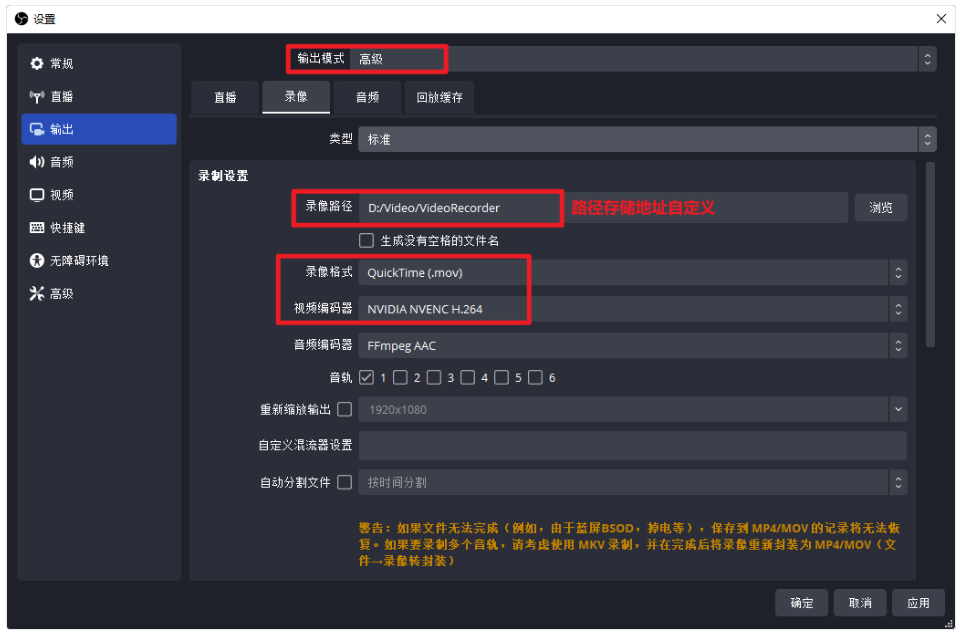 设置
常规
直播
输出
音频
视频
快捷键
无障碍环境
高级
输出模式 高级
直播 录像 音频 回放缓存
类型 标准
录制设置
录像路径 D:/Video/VideoRecorder 路径存储地址自定义 浏览
生成没有空格的文件名
录像格式 QuickTime (.mov)
视频编码器 NVIDIA NVENC H.264
音频编码器 FFmpeg AAC
音轨 1 2 3 4 5 6
重新缩放输出 1920x1080
自定义混流器设置
自动分割文件 按时间分割
警告：如果文件无法完成（例如，由于蓝屏BSOD，掉电等），保存到 MP4/MOV 的记录将无法恢
复。如果要录制多个音轨，请考虑使用 MKV 录制，并在完成后将录像重新封装为 MP4/MOV（文
件→录像转封装）
确定 取消 应用